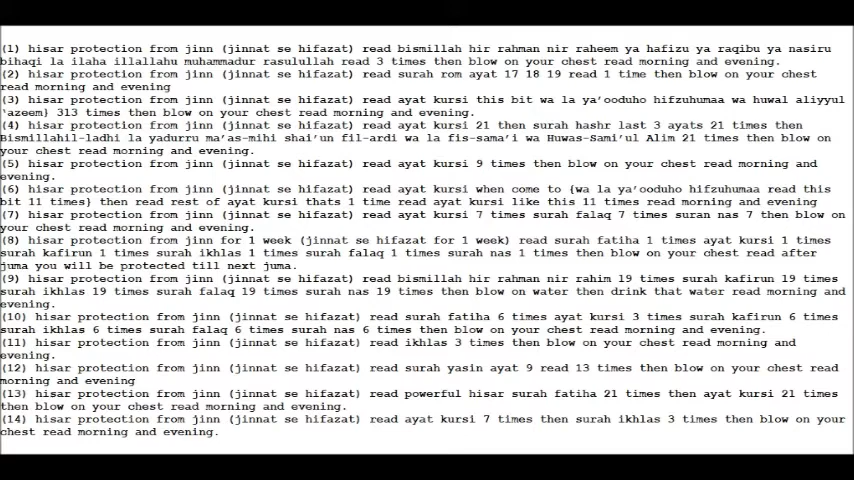 (1) hisar protection from jinn (jinnat se hifazat) read bismillah hir rahman nir raheem ya hafizu ya raqibu ya nasiru
bihaqi la ilaha illallahu muhammadur rasulullah read 3 times then blow on your chest read morning and evening.
(2) hisar protection from jinn (jinnat se hifazat) read surah rom ayat 17 18 19 read 1 time then blow on your chest
read morning and evening
(3) hisar protection from jinn (jinnat se hifazat) read ayat kursi this bit wa la ya’ooduho hifzuhumaa wa huwal aliyyul
‘azeem} 313 times then blow on your chest read morning and evening.
(4) hisar protection from jinn (jinnat se hifazat) read ayat kursi 21 then surah hashr last 3 ayats 21 times then
Bismillahil-ladhi la yadurru ma’as-mihi shai’un fil-ardi wa la fis-sama’i wa Huwas-Sami’ul Alim 21 times then blow on
your chest read morning and evening.
(5) hisar protection from jinn (jinnat se hifazat) read ayat kursi 9 times then blow on your chest read morning and
evening.
(6) hisar protection from jinn (jinnat se hifazat) read ayat kursi when come to {wa la ya’ooduho hifzuhumaa read this
bit 11 times} then read rest of ayat kursi thats 1 time read ayat kursi like this 11 times read morning and evening
(7) hisar protection from jinn (jinnat se hifazat) read ayat kursi 7 times surah falaq 7 times suran nas 7 then blow on
your chest read morning and evening.
(8) hisar protection from jinn for 1 week (jinnat se hifazat for 1 week) read surah fatiha 1 times ayat kursi 1 times
surah kafirun 1 times surah ikhlas 1 times surah falaq 1 times surah nas 1 times then blow on your chest read after
juma you will be protected till next juma.
(9) hisar protection from jinn (jinnat se hifazat) read bismillah hir rahman nir rahim 19 times surah kafirun 19 times
surah ikhlas 19 times surah falaq 19 times surah nas 19 times then blow on water then drink that water read morning and
evening.
(10) hisar protection from jinn (jinnat se hifazat) read surah fatiha 6 times ayat kursi 3 times surah kafirun 6 times
surah ikhlas 6 times surah falaq 6 times surah nas 6 times then blow on your chest read morning and evening.
(11) hisar protection from jinn (jinnat se hifazat) read ikhlas 3 times then blow on your chest read morning and
evening.
(12) hisar protection from jinn (jinnat se hifazat) read surah yasin ayat 9 read 13 times then blow on your chest read
morning and evening
(13) hisar protection from jinn (jinnat se hifazat) read powerful hisar surah fatiha 21 times then ayat kursi 21 times
then blow on your chest read morning and evening.
(14) hisar protection from jinn (jinnat se hifazat) read ayat kursi 7 times then surah ikhlas 3 times then blow on your
chest read morning and evening.